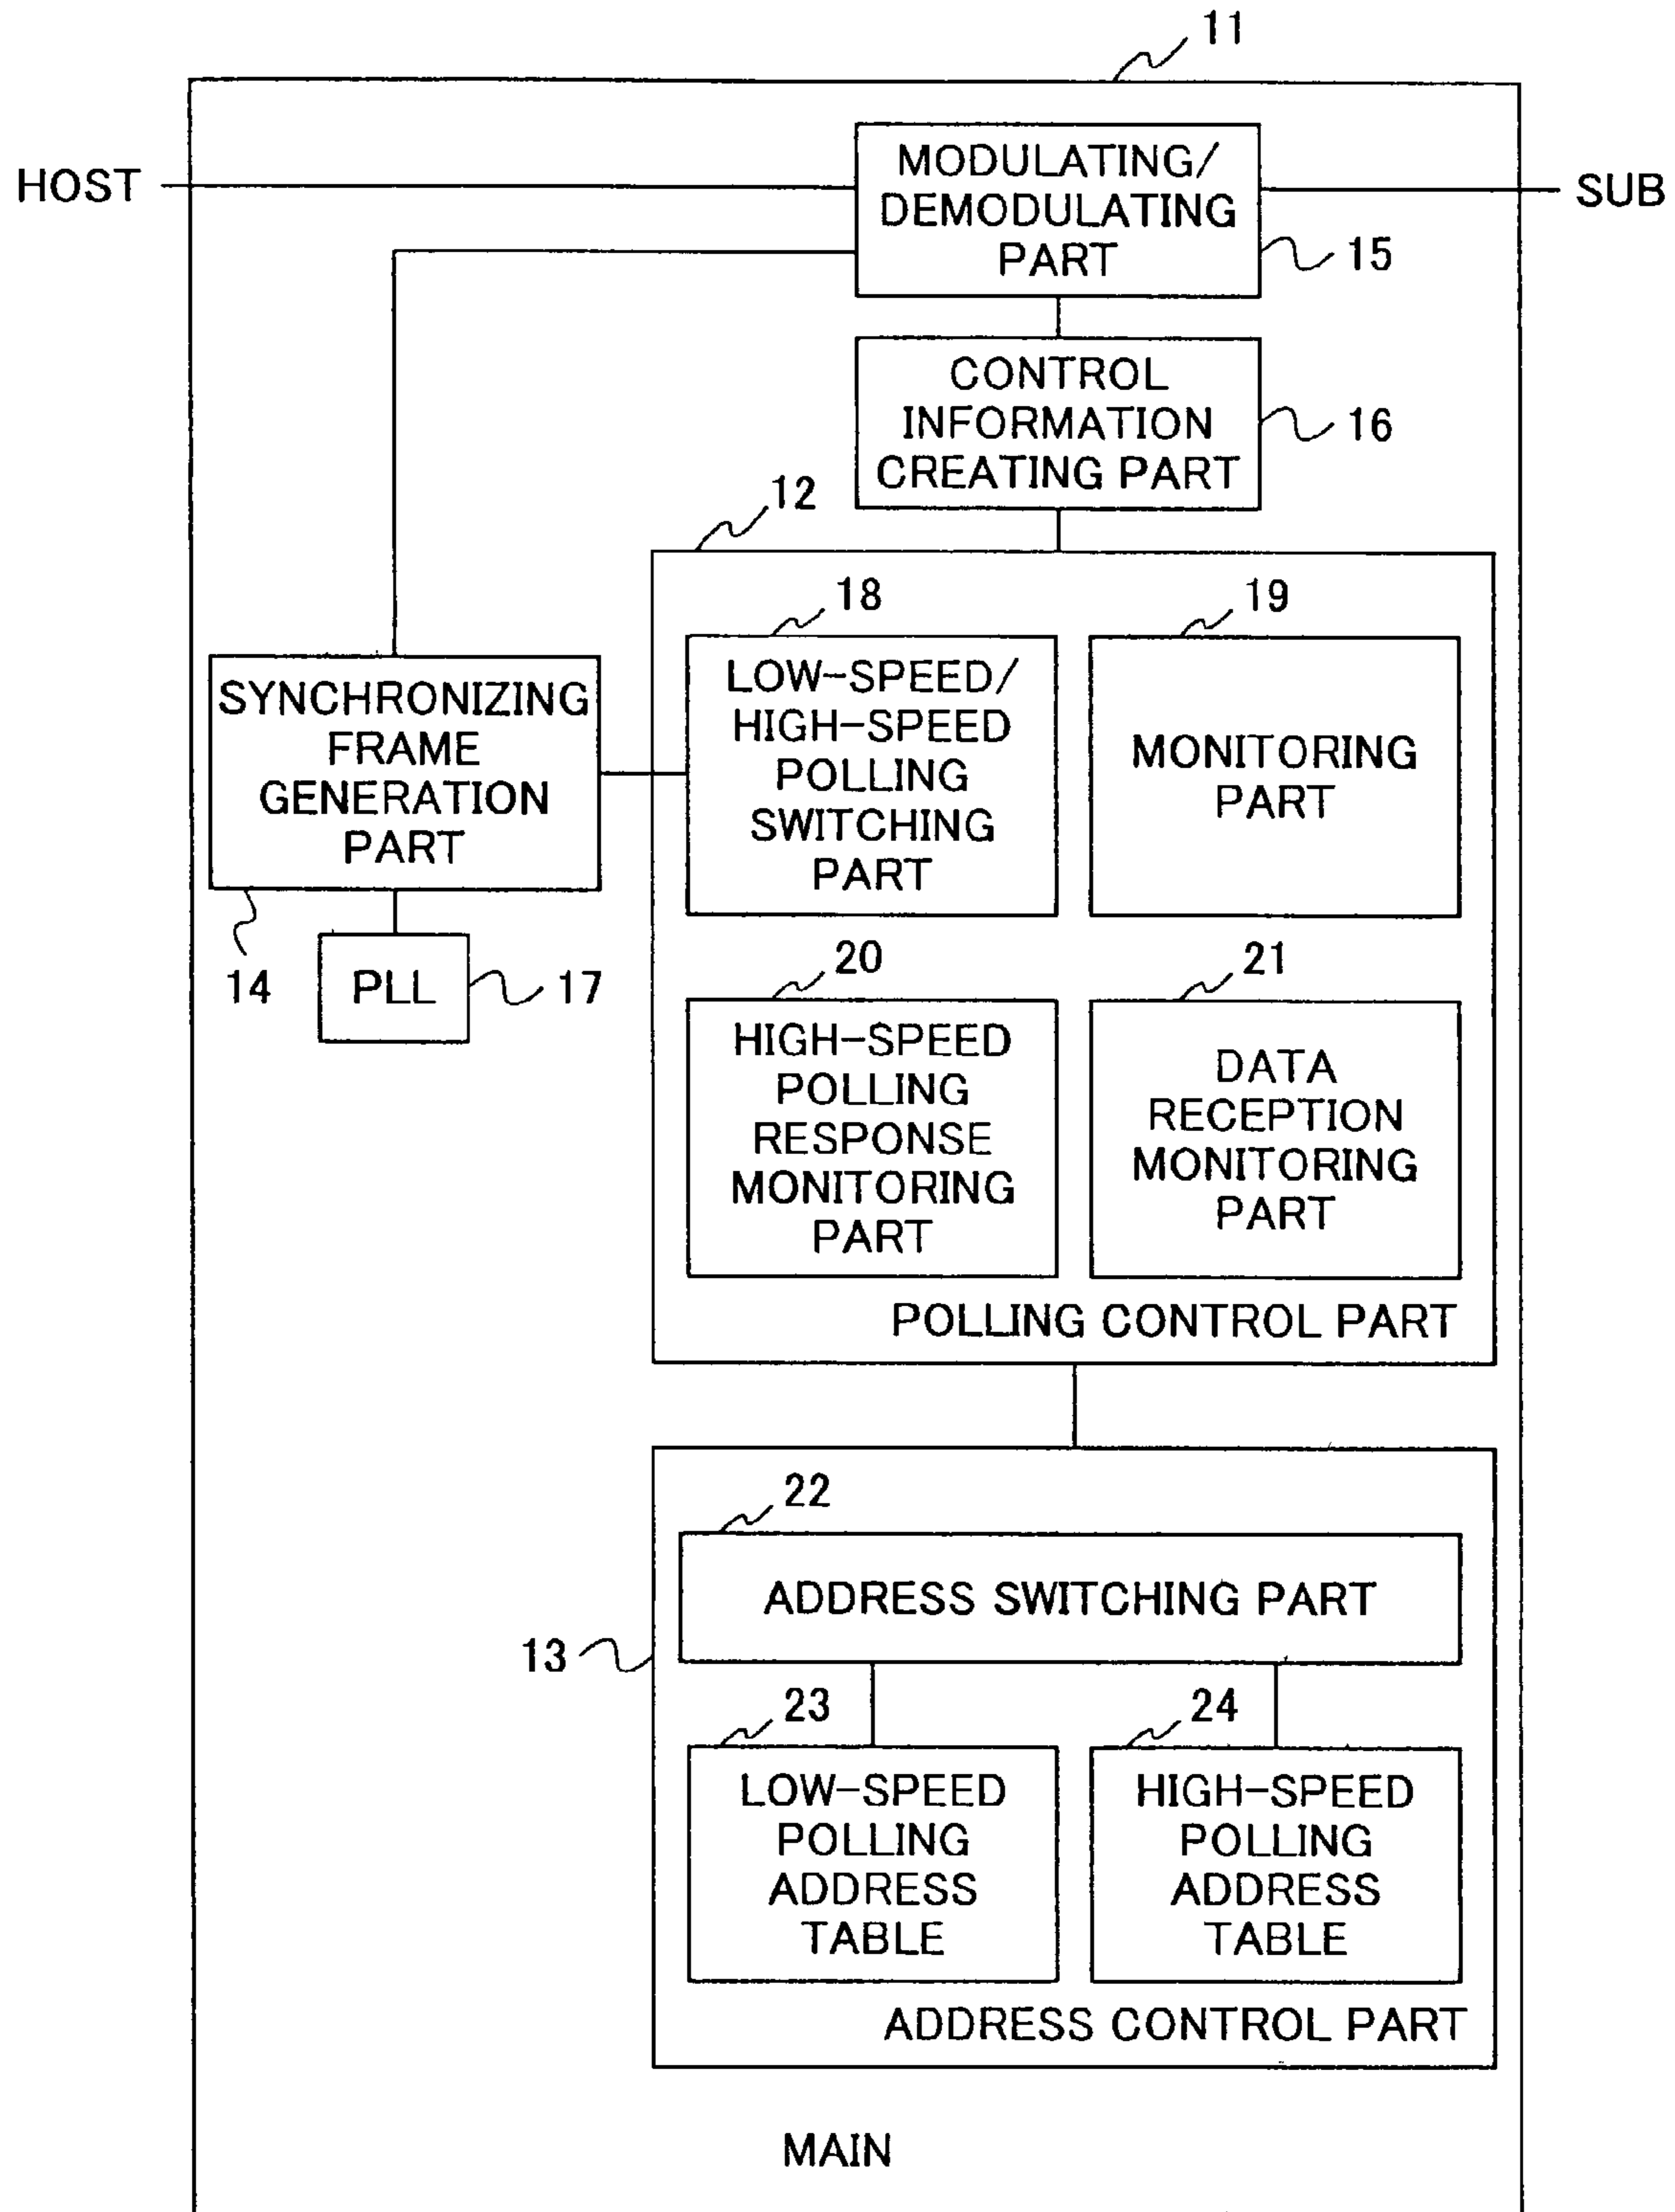 11
HOST
MODULATING/
DEMODULATING
PART
SUB
15
CONTROL
INFORMATION
CREATING PART
16
12
18
LOW-SPEED/
HIGH-SPEED
POLLING
SWITCHING
PART
19
MONITORING
PART
SYNCHRONIZING
FRAME
GENERATION
PART
14
PLL
17
20
HIGH-SPEED
POLLING
RESPONSE
MONITORING
PART
21
DATA
RECEPTION
MONITORING
PART
POLLING CONTROL PART
22
ADDRESS SWITCHING PART
13
23
LOW-SPEED
POLLING
ADDRESS
TABLE
24
HIGH-SPEED
POLLING
ADDRESS
TABLE
ADDRESS CONTROL PART
MAIN